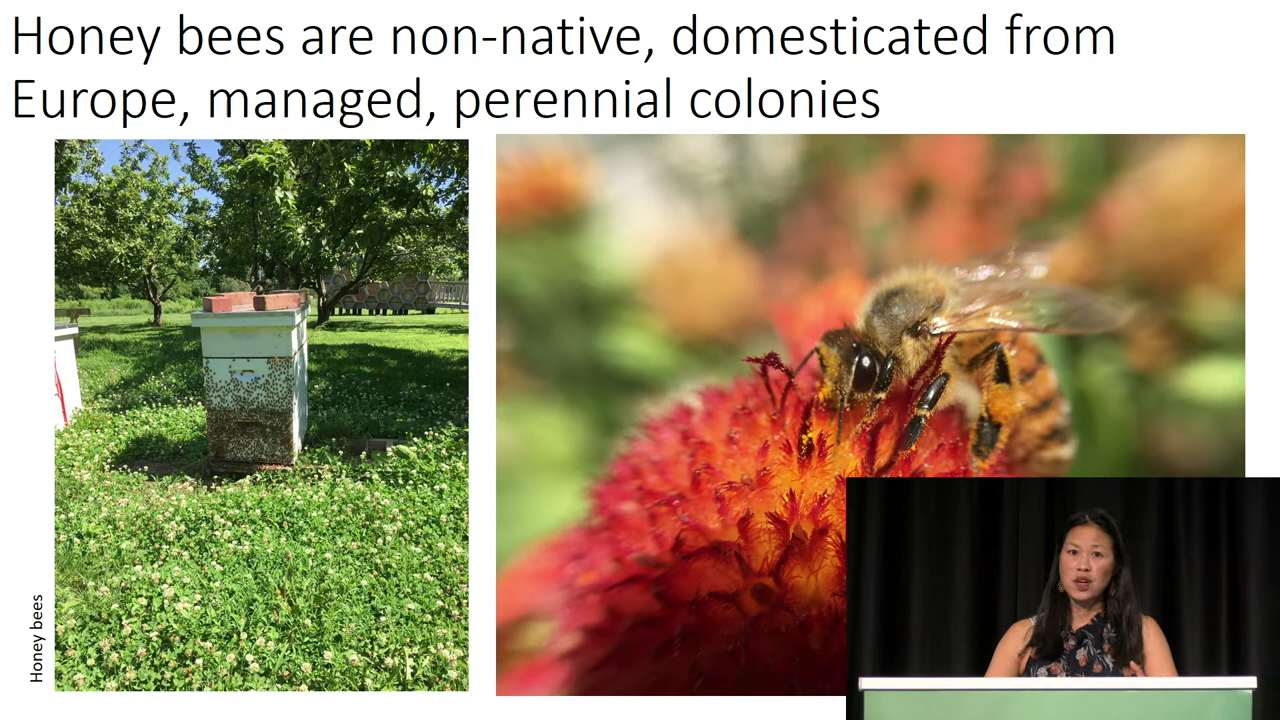 Honey bees are non-native, domesticated from
Europe, managed, perennial colonies
Honey bees